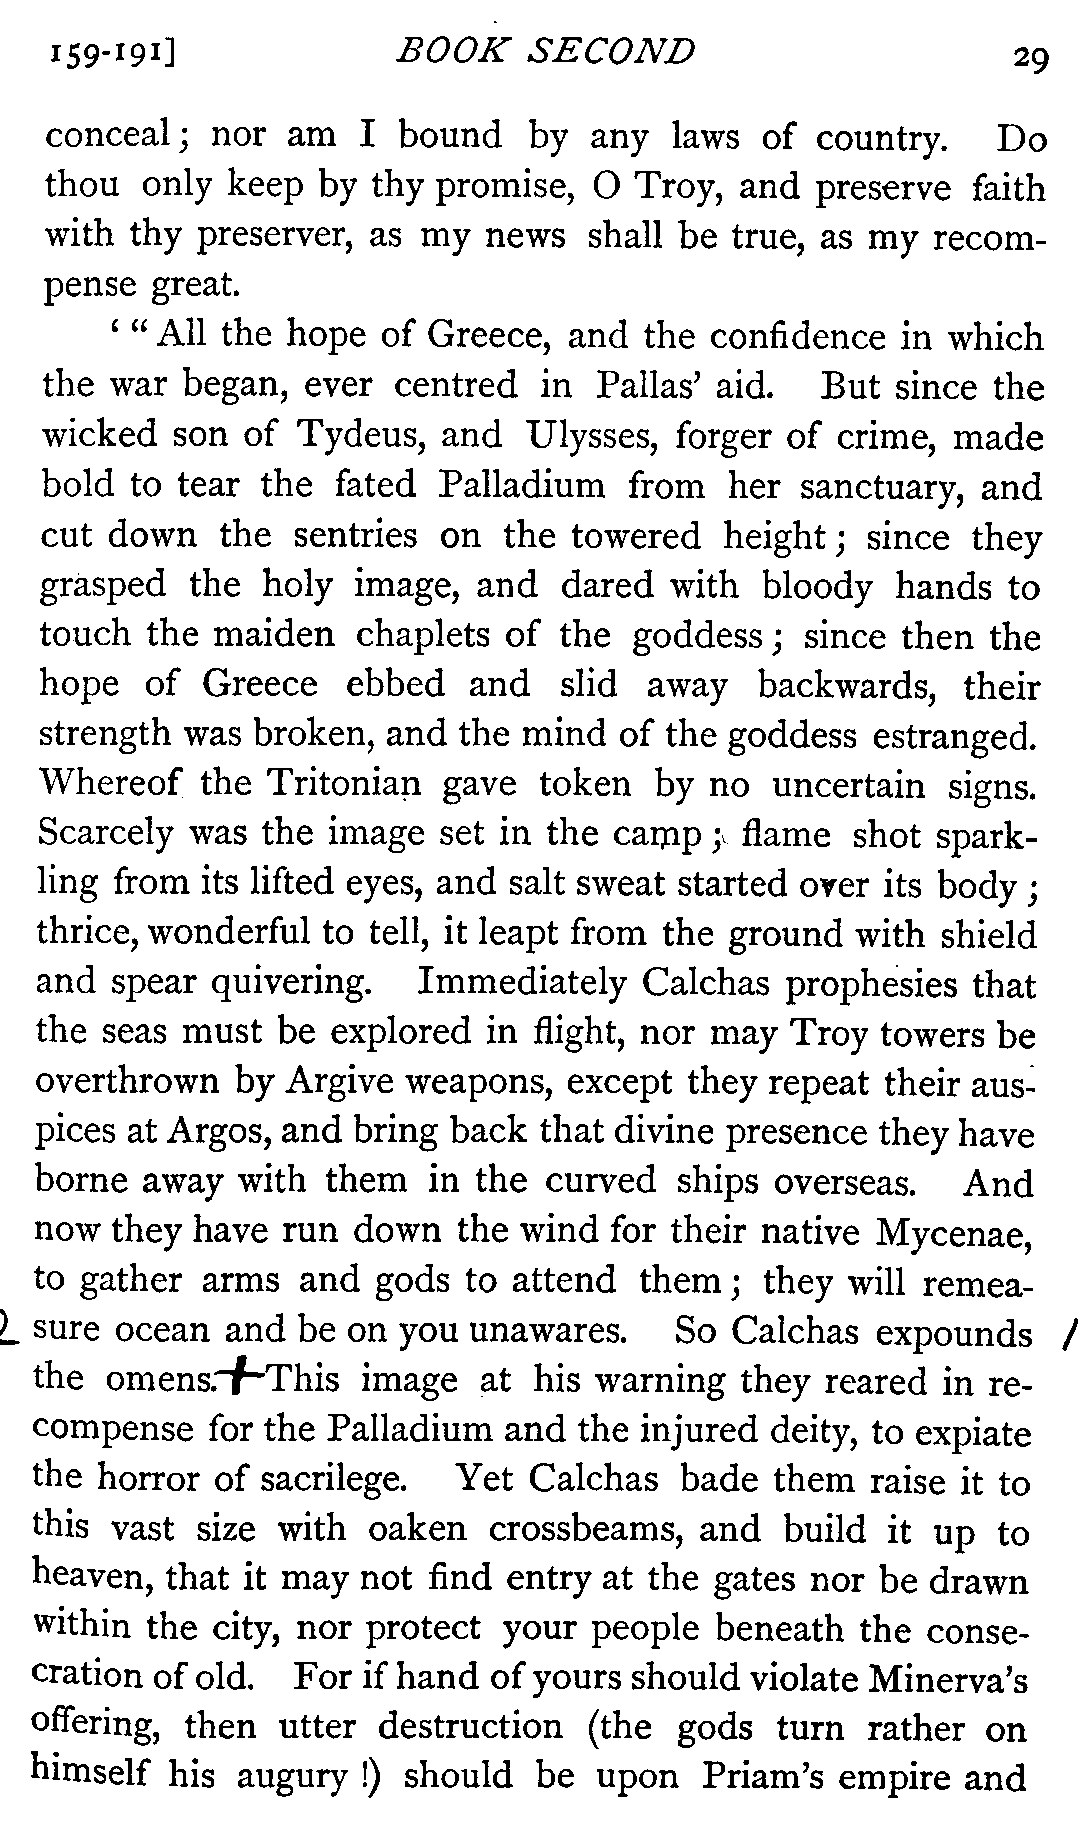 159-191] BOOK SECOND 29
conceal; nor am I bound by any laws of country. Do
thou only keep by thy promise, O Troy, and preserve faith
with thy preserver, as my news shall be true, as my recom-
pense great.
‘ “ All the hope of Greece, and the confidence in which
the war began, ever centred in Pallas’ aid. But since the
wicked son of Tydeus, and Ulysses, forger of crime, made
bold to tear the fated Palladium from her sanctuary, and
cut down the sentries on the towered height; since they
grasped the holy image, and dared with bloody hands to
touch the maiden chaplets of the goddess; since then the
hope of Greece ebbed and slid away backwards, their
strength was broken, and the mind of the goddess estranged.
Whereof the Tritonian gave token by no uncertain signs.
Scarcely was the image set in the camp; flame shot spark-
ling from its lifted eyes, and salt sweat started over its body;
thrice, wonderful to tell, it leapt from the ground with shield
and spear quivering. Immediately Calchas prophesies that
the seas must be explored in flight, nor may Troy towers be
overthrown by Argive weapons, except they repeat their aus-
pices at Argos, and bring back that divine presence they have
borne away with them in the curved ships overseas. And
now they have run down the wind for their native Mycenae,
to gather arms and gods to attend them; they will remea-
sure ocean and be on you unawares. So Calchas expounds
the omens. This image at his warning they reared in re-
compense for the Palladium and the injured deity, to expiate
the horror of sacrilege. Yet Calchas bade them raise it to
this vast size with oaken crossbeams, and build it up to
heaven, that it may not find entry at the gates nor be drawn
within the city, nor protect your people beneath the conse-
cration of old. For if hand of yours should violate Minerva’s
offering, then utter destruction (the gods turn rather on
himself his augury !) should be upon Priam’s empire and